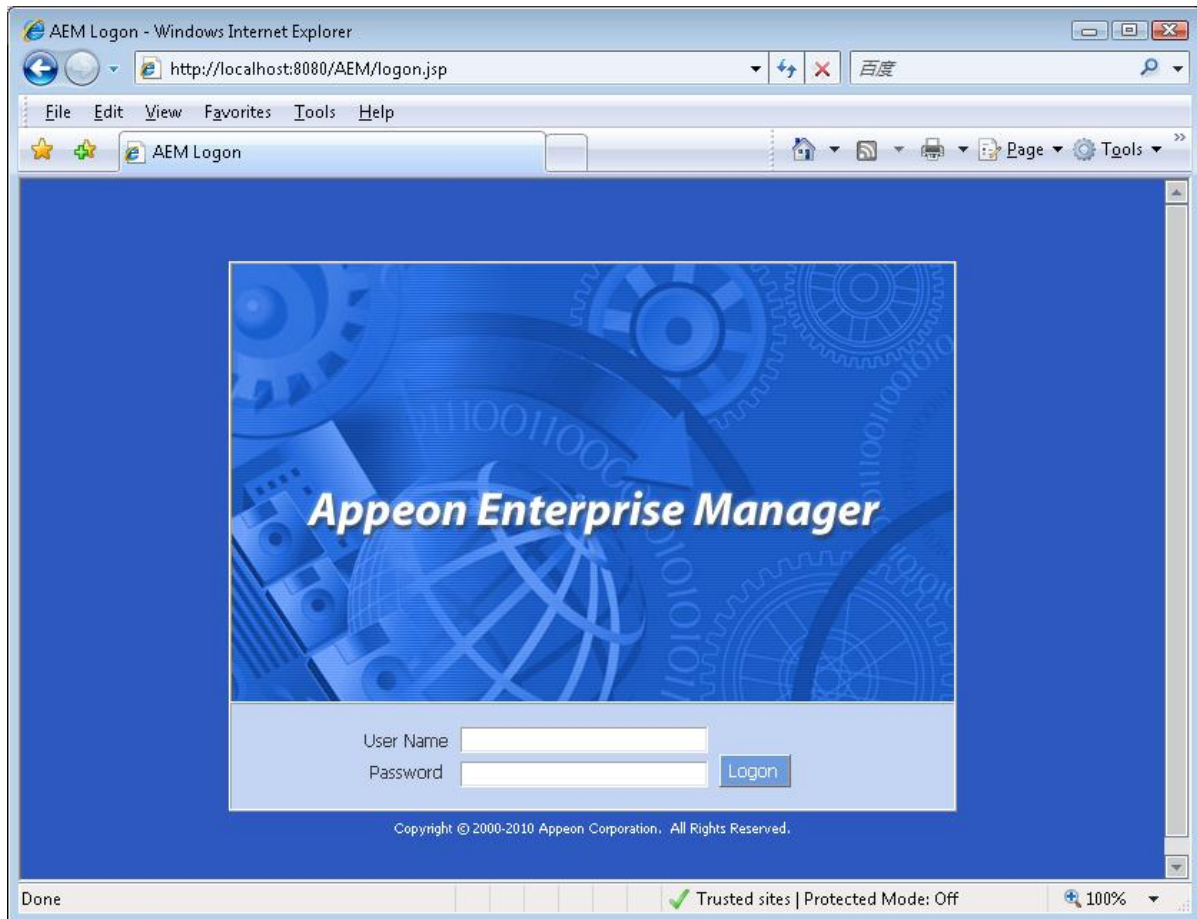 AEM Logon - Windows Internet Explorer
http://localhost:8080/AEM/logon.jsp
百度
File Edit View Favorites Tools Help
AEM Logon
Page Tools
Appeon Enterprise Manager
User Name
Password
Logon
Copyright © 2000-2010 Appeon Corporation. All Rights Reserved.
Done
Trusted sites | Protected Mode: Off
100%